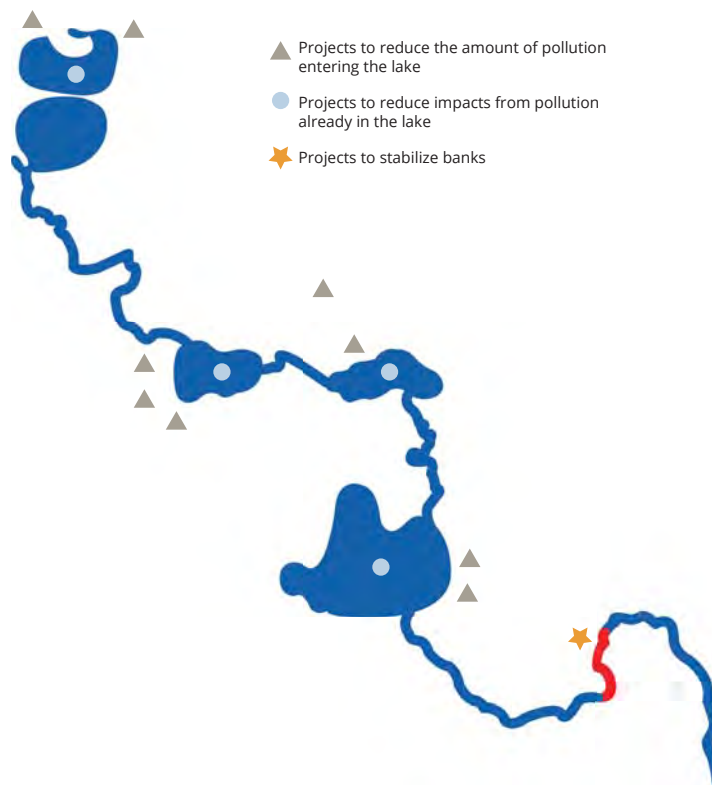 Projects to reduce the amount of pollution
entering the lake
Projects to reduce impacts from pollution
already in the lake
Projects to stabilize banks